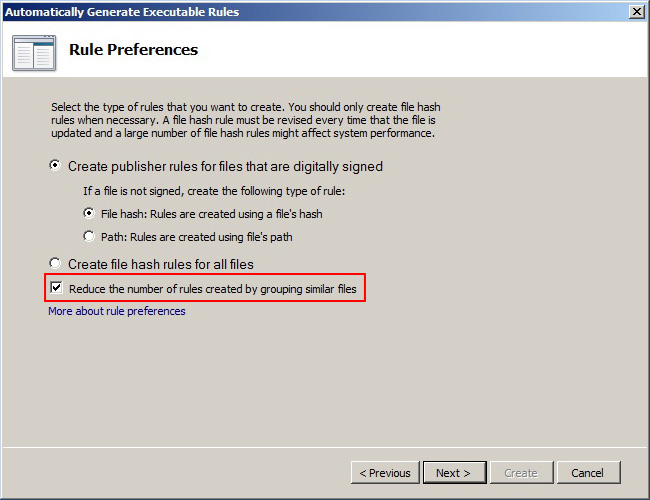 Automatically Generate Executable Rules
Rule Preferences
Select the type of rules that you want to create. You should only create file hash
rules when necessary. A file hash rule must be revised every time that the file is
updated and a large number of file hash rules might affect system performance.
Create publisher rules for files that are digitally signed
If a file is not signed, create the following type of rule:
File hash: Rules are created using a file's hash
Path: Rules are created using file's path
Create file hash rules for all files
Reduce the number of rules created by grouping similar files
More about rule preferences
< Previous
Next >
Create
Cancel